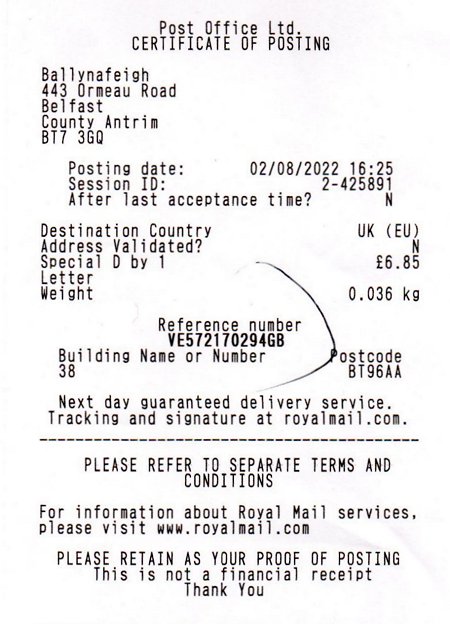 Post Office Ltd.
CERTIFICATE OF POSTING
Ballynafeigh
443 Ormeau Road
Belfast
County Antrim
BT7 3GQ
Posting date: 02/08/2022 16:25
Session ID: 2-425891
After last acceptance time? N
Destination Country UK (EU)
Address Validated? N
Special D by 1 £6.85
Letter
Weight 0.036 kg
Reference number
VE572170294GB
Building Name or Number Postcode
38 BT96AA
Next day guaranteed delivery service.
Tracking and signature at royalmail.com.
PLEASE REFER TO SEPARATE TERMS AND
CONDITIONS
For information about Royal Mail services,
please visit www.royalmail.com
PLEASE RETAIN AS YOUR PROOF OF POSTING
This is not a financial receipt
Thank You